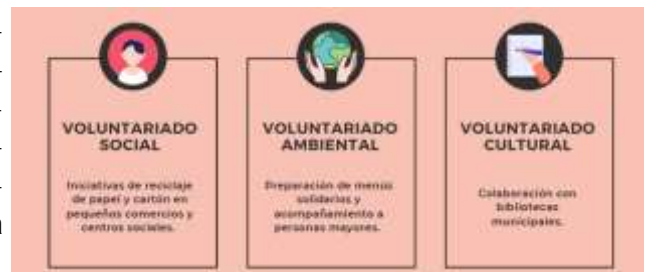 VOLUNTARIADO
SOCIAL
Iniciativas de reciclaje
de papel y cartón en
pequeños comercios y
centros sociales.
VOLUNTARIADO
AMBIENTAL
Preparación de menús
solidarios y
acompañamiento a
personas mayores.
VOLUNTARIADO
CULTURAL
Colaboración con
bibliotecas
municipales.